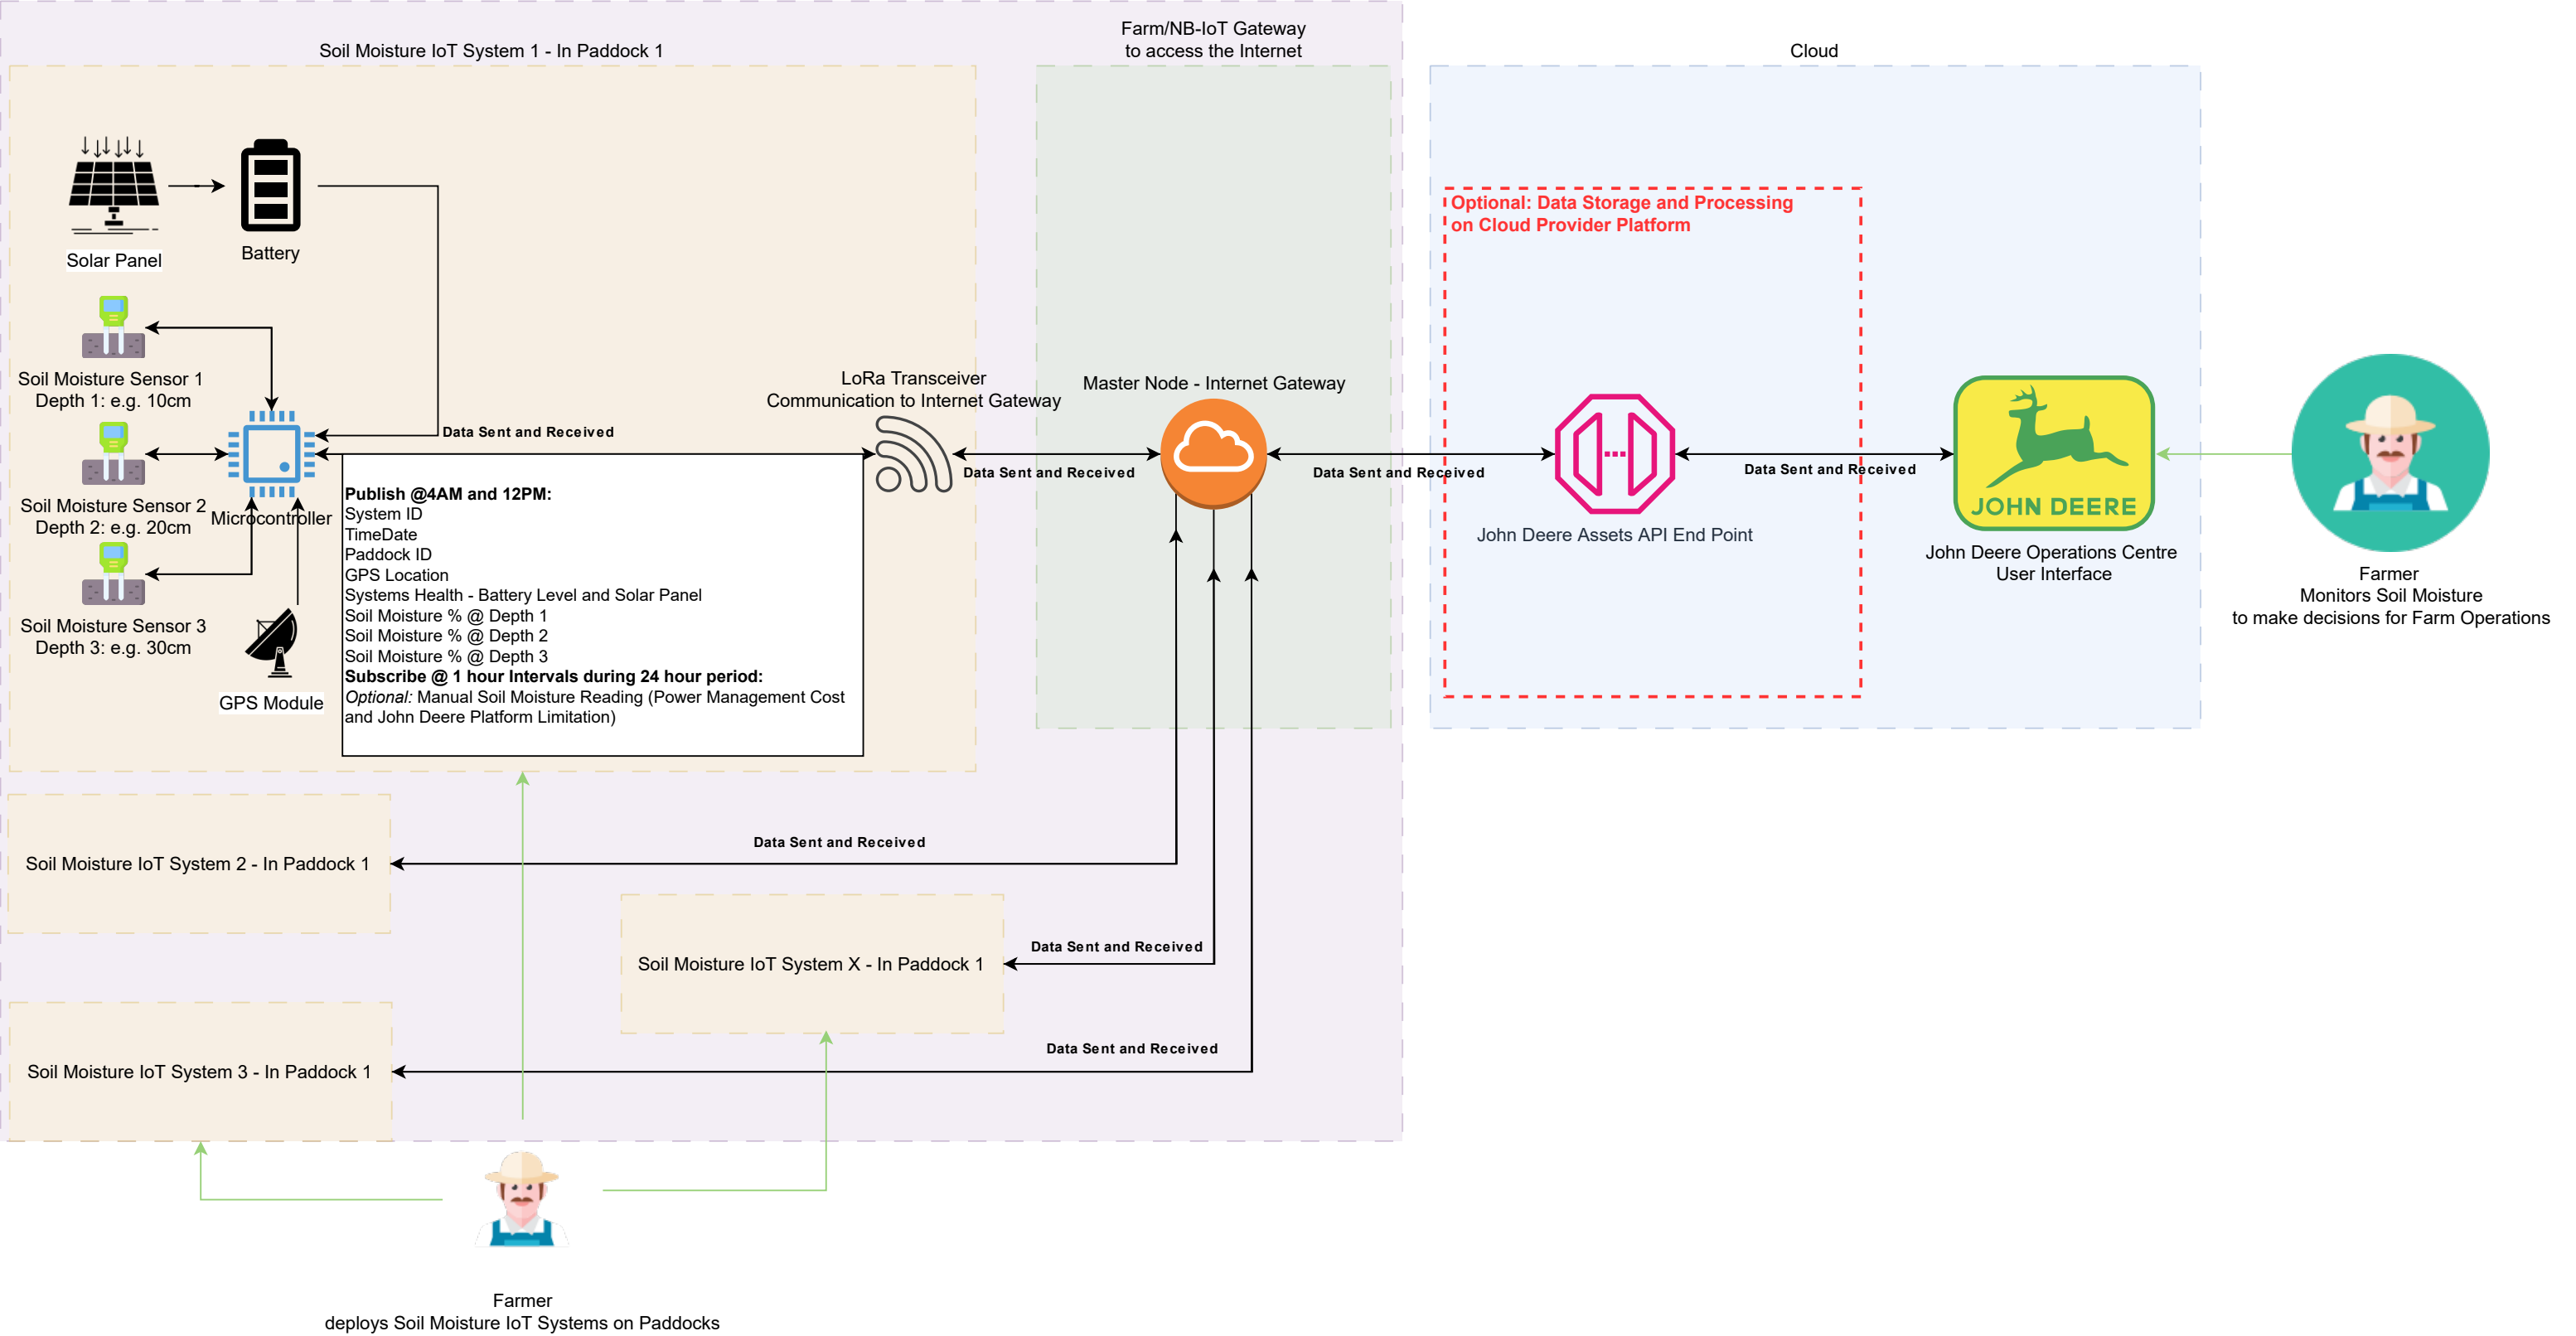 Soil Moisture IoT System 1 - In Paddock 1
Farm/NB-IoT Gateway
to access the Internet
Cloud
Solar Panel
Battery
Optional: Data Storage and Processing
on Cloud Provider Platform
Soil Moisture Sensor 1
Depth 1: e.g. 10cm
Soil Moisture Sensor 2
Depth 2: e.g. 20cm
Soil Moisture Sensor 3
Depth 3: e.g. 30cm
Microcontroller
GPS Module
Data Sent and Received
LoRa Transceiver
Communication to Internet Gateway
Publish @4AM and 12PM:
System ID
TimeDate
Paddock ID
GPS Location
Systems Health - Battery Level and Solar Panel
Soil Moisture % @ Depth 1
Soil Moisture % @ Depth 2
Soil Moisture % @ Depth 3
Subscribe @ 1 hour Intervals during 24 hour period:
Optional: Manual Soil Moisture Reading (Power Management Cost
and John Deere Platform Limitation)
Data Sent and Received
Master Node - Internet Gateway
Data Sent and Received
John Deere Assets API End Point
Data Sent and Received
JOHN DEERE
John Deere Operations Centre
User Interface
Farmer
Monitors Soil Moisture
to make decisions for Farm Operations
Soil Moisture IoT System 2 - In Paddock 1
Data Sent and Received
Soil Moisture IoT System X - In Paddock 1
Data Sent and Received
Soil Moisture IoT System 3 - In Paddock 1
Data Sent and Received
Farmer
deploys Soil Moisture IoT Systems on Paddocks